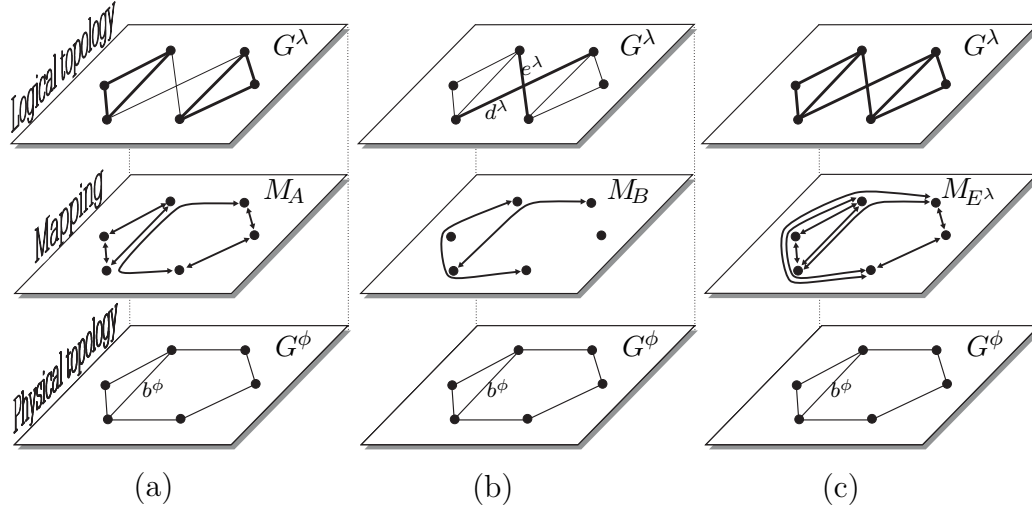 Logical topology
G^λ
G^λ
e^λ
d^λ
G^λ
Mapping
M_A
M_B
M_{E^λ}
Physical topology
G^ϕ
b^ϕ
G^ϕ
b^ϕ
G^ϕ
b^ϕ
(a)
(b)
(c)